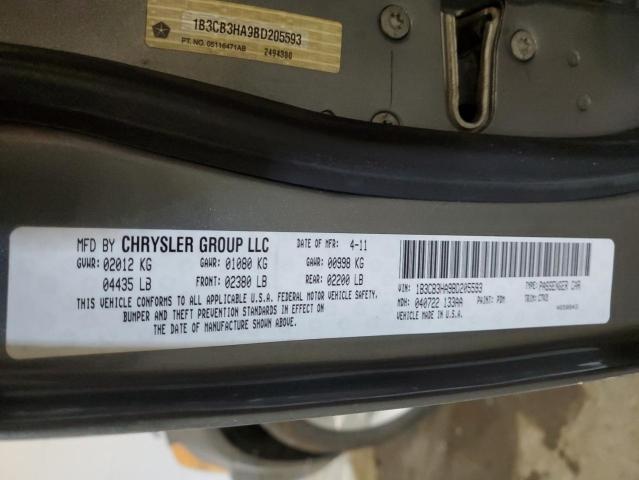 1B3CB3HA9BD205593
PT. NO. 05116471AB 2494390
MFD BY CHRYSLER GROUP LLC DATE OF MFR: 4-11
GVWR: 02012 KG GAWR: 01080 KG GAWR: 00998 KG
04435 LB FRONT: 02380 LB REAR: 02200 LB
THIS VEHICLE CONFORMS TO ALL APPLICABLE U.S.A. FEDERAL MOTOR VEHICLE SAFETY,
BUMPER AND THEFT PREVENTION STANDARDS IN EFFECT ON
THE DATE OF MANUFACTURE SHOWN ABOVE.
VIN: 1B3CB3HA9BD205593 TYPE: PASSENGER CAR
MDH: 040722 133AA PAINT: PDM TRIM: C7DV
VEHICLE MADE IN U.S.A.